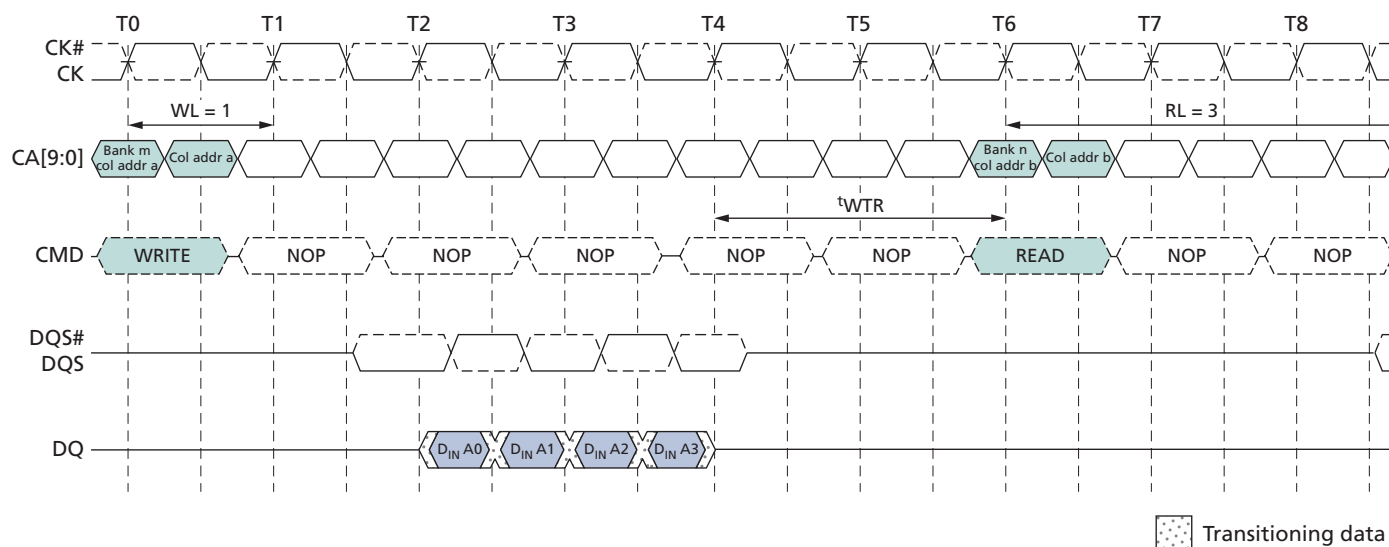 T0 T1 T2 T3 T4 T5 T6 T7 T8
CK#
CK
WL = 1
RL = 3
CA[9:0]
Bank m
col addr a
Col addr a
Bank n
col addr b
Col addr b
tWTR
CMD
WRITE NOP NOP NOP NOP NOP READ NOP NOP
DQS#
DQS
DQ
DIN A0 DIN A1 DIN A2 DIN A3
Transitioning data